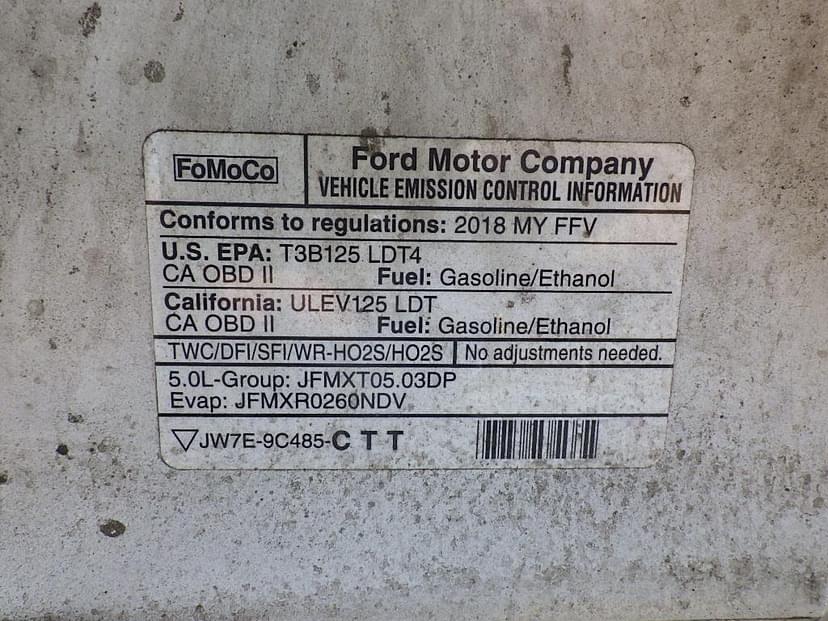 FoMoCo
Ford Motor Company
VEHICLE EMISSION CONTROL INFORMATION
Conforms to regulations: 2018 MY FFV
U.S. EPA: T3B125 LDT4
CA OBD II Fuel: Gasoline/Ethanol
California: ULEV125 LDT
CA OBD II Fuel: Gasoline/Ethanol
TWC/DFI/SFI/WR-HO2S/HO2S No adjustments needed.
5.0L-Group: JFMXT05.03DP
Evap: JFMXR0260NDV
▽JW7E-9C485-C T T